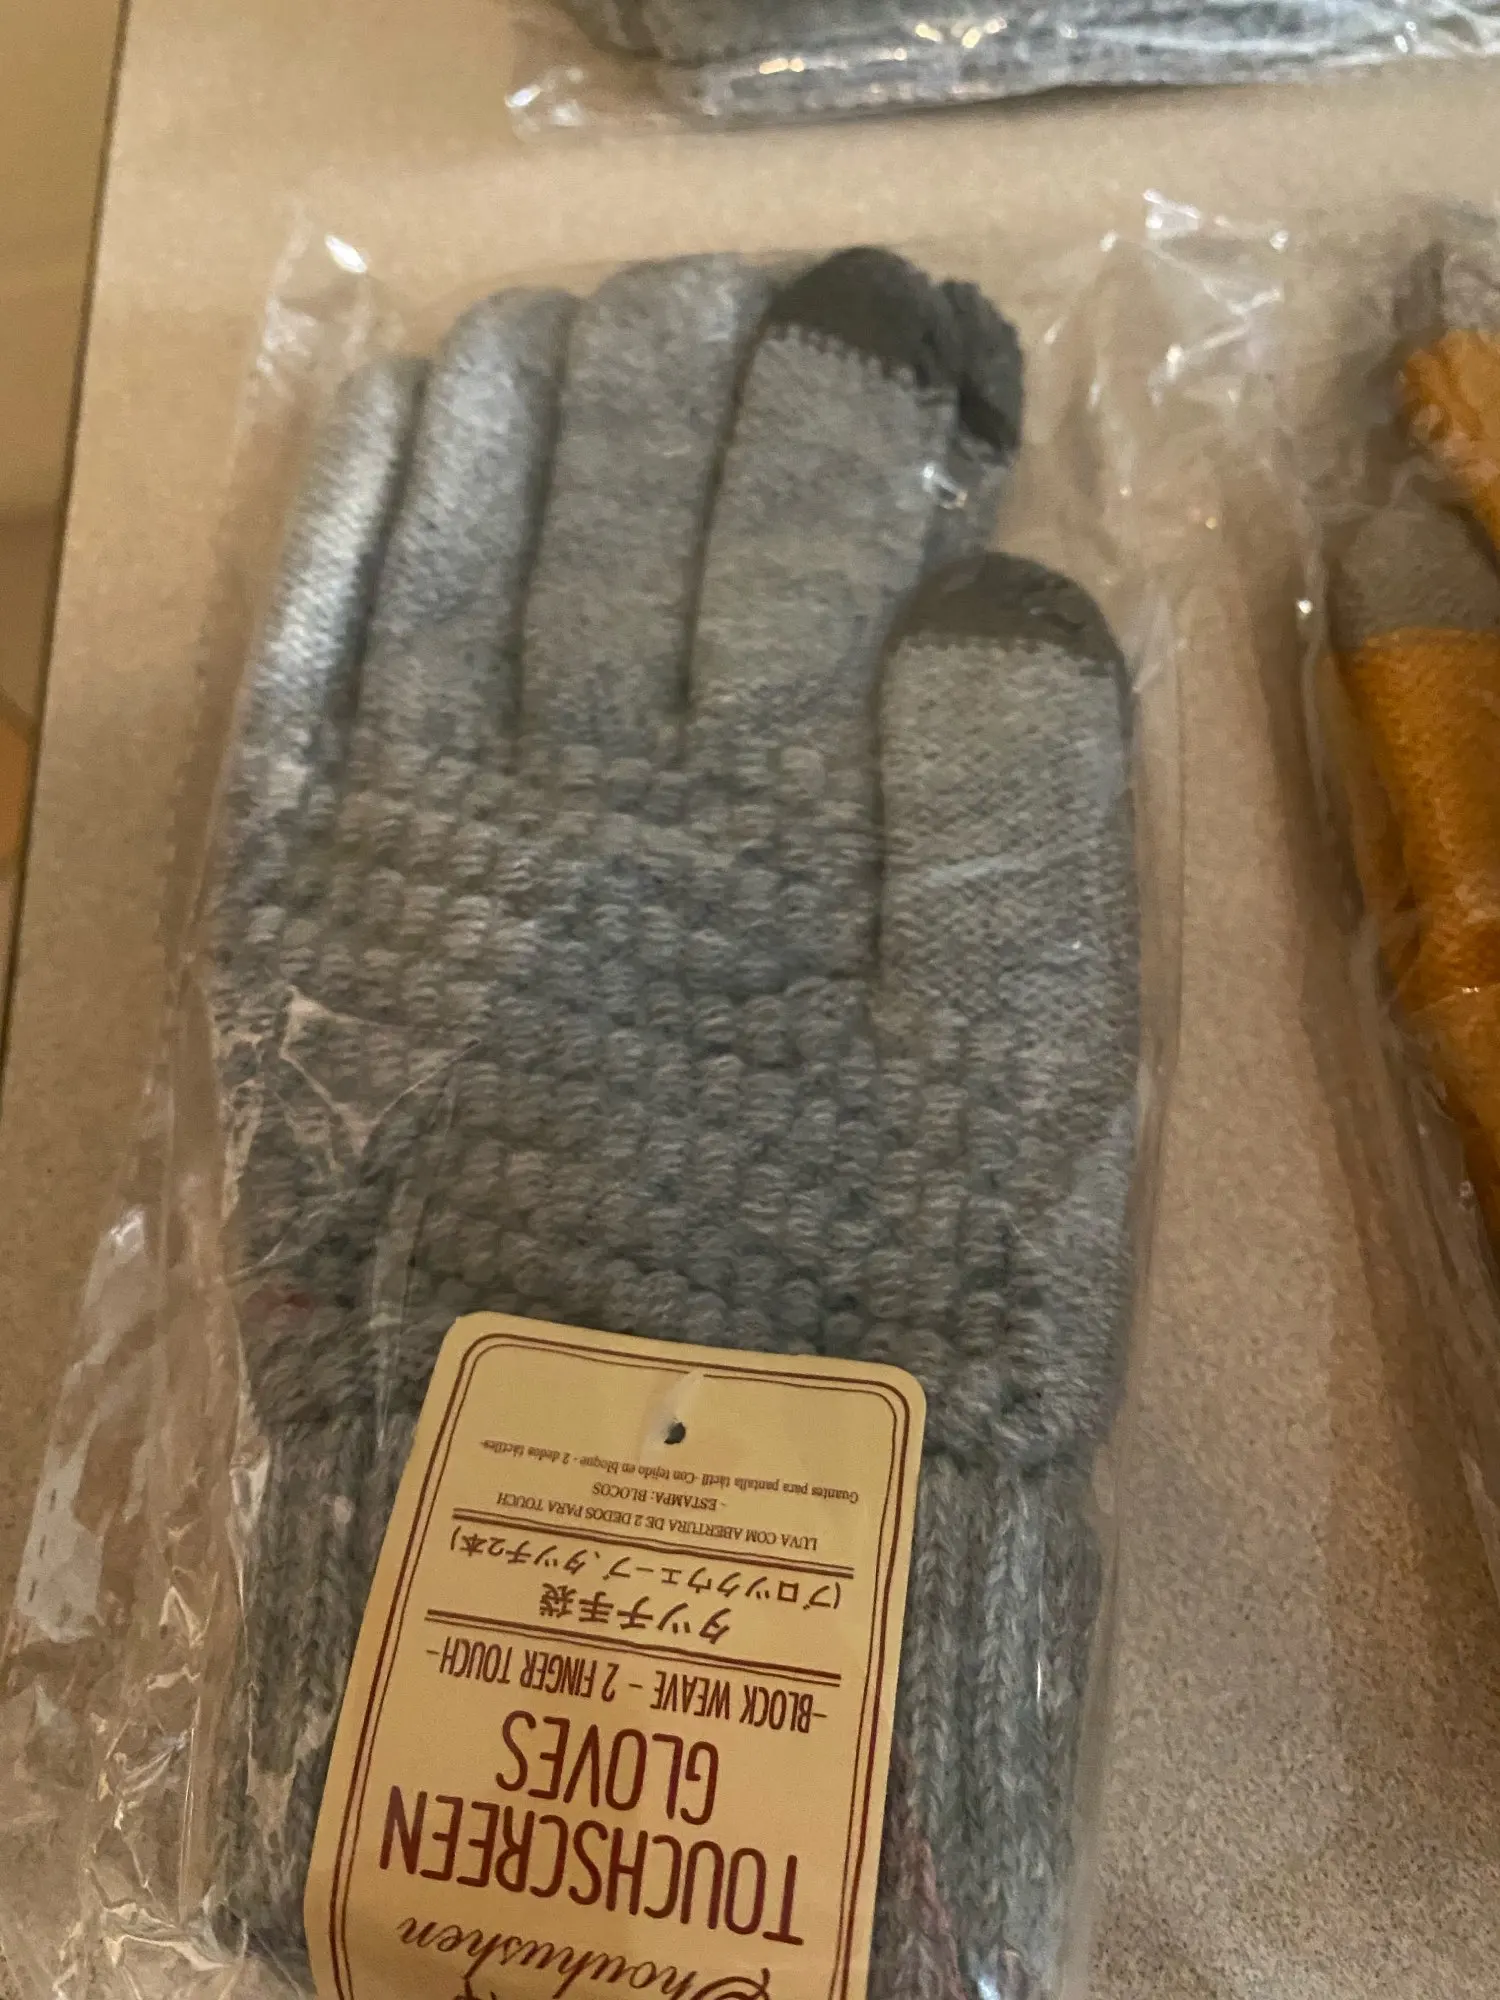 Shouhushen
TOUCHSCREEN
GLOVES
-BLOCK WEAVE - 2 FINGER TOUCH-
タッチ手袋
(ブロックウェーブ、タッチ2本)
LUVA COM ABERTURA DE 2 DEDOS PARA TOUCH
- ESTAMPA: BLOCOS
Guantes para pantalla táctil -Con tejido en bloque - 2 dedos táctiles-